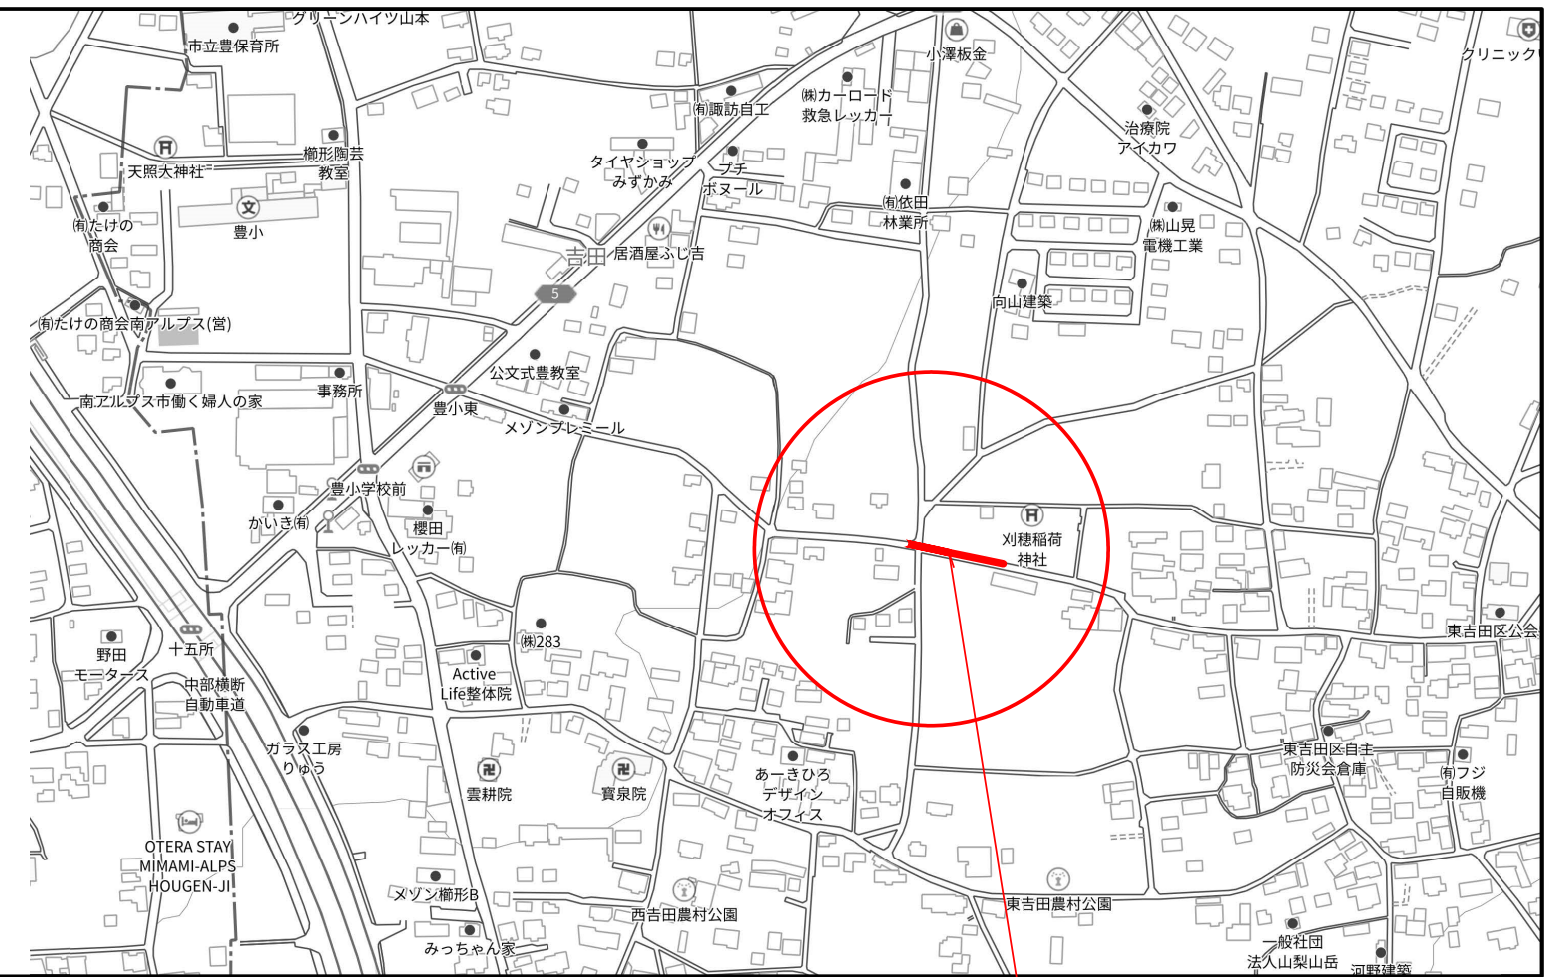 グリーンハイツ山本
市立豊保育所
小澤板金
㈲諏訪自工
㈱カーロード
救急レッカー
治療院
アイカワ
櫛形陶芸
教室
天照大神社
タイヤショップ
みずかみ
プチ
ボヌール
㈲依田
林業所
㈲たけの
商会
豊小
㈱山晃
電機工業
吉田
居酒屋ふじ吉
5
向山建築
㈲たけの商会南アルプス(営)
公文式豊教室
事務所
南アルプス市働く婦人の家
豊小東
メゾンプレミール
豊小学校前
かいき㈲
櫻田
レッカー㈲
刈穂稲荷
神社
㈱283
十五所
野田
モータース
東吉田区公会
Active
Life整体院
中部横断
自動車道
ガラス工房
りゅう
東吉田区自主
防災会倉庫
あーきひろ
デザイン
オフィス
㈲フジ
自販機
雲耕院
寳泉院
OTERA STAY
MIMAMI-ALPS
HOUGEN-JI
メゾン櫛形B
西吉田農村公園
東吉田農村公園
みっちゃん家
一般社団
法人山梨山岳
河野建築